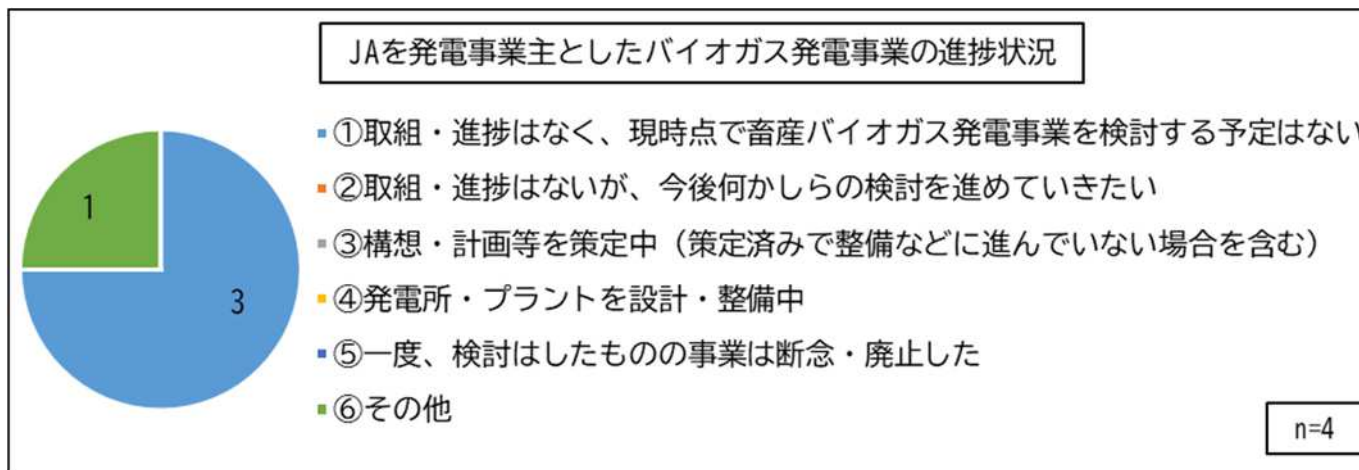 JAを発電事業主としたバイオガス発電事業の進捗状況
①取組・進捗はなく、現時点で畜産バイオガス発電事業を検討する予定はない
②取組・進捗はないが、今後何かしらの検討を進めていきたい
③構想・計画等を策定中（策定済みで整備などに進んでいない場合を含む）
④発電所・プラントを設計・整備中
⑤一度、検討はしたものの事業は断念・廃止した
⑥その他
1
3
n=4